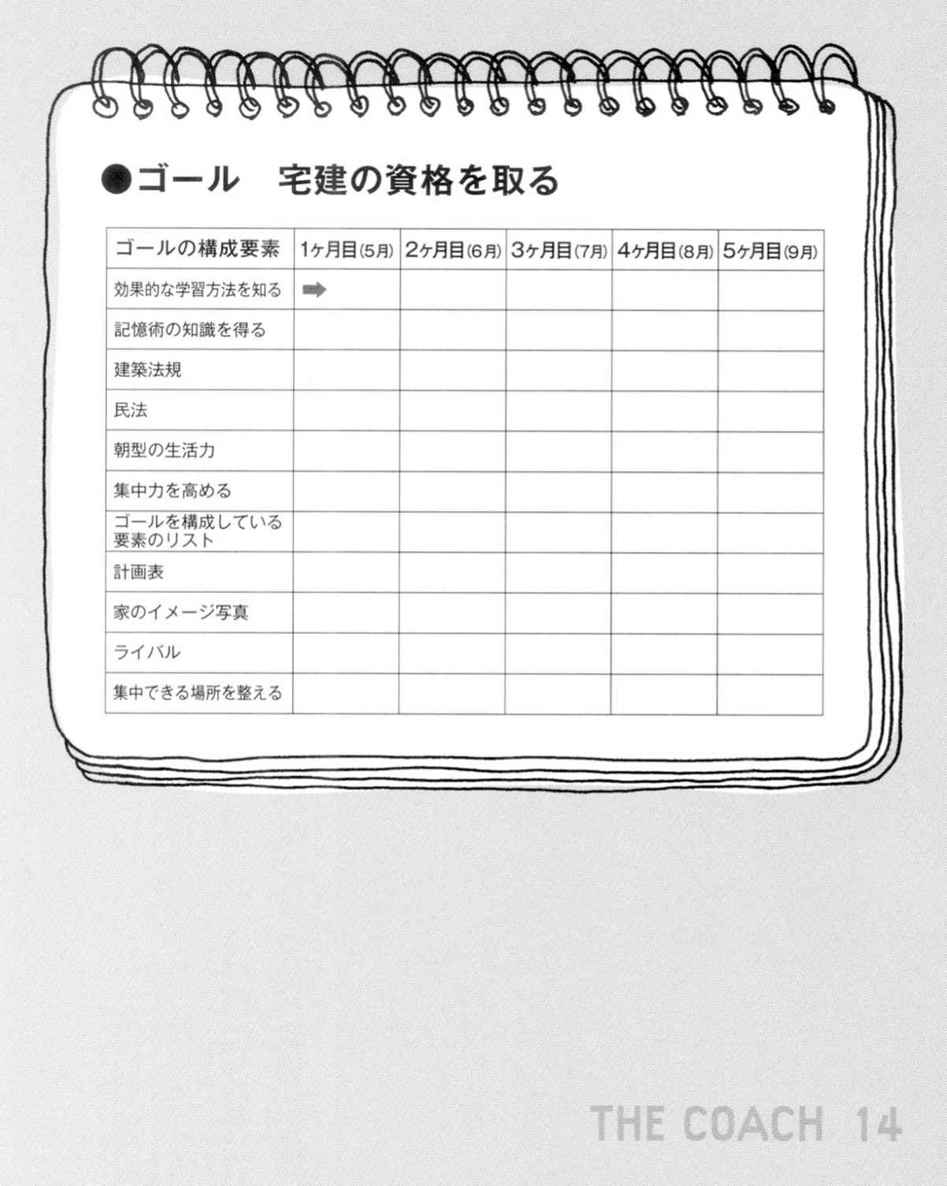 ●ゴール 宅建の資格を取る
ゴールの構成要素 1ヶ月目(5月) 2ヶ月目(6月) 3ヶ月目(7月) 4ヶ月目(8月) 5ヶ月目(9月)
効果的な学習方法を知る ➡
記憶術の知識を得る
建築法規
民法
朝型の生活力
集中力を高める
ゴールを構成している
要素のリスト
計画表
家のイメージ写真
ライバル
集中できる場所を整える
THE COACH 14